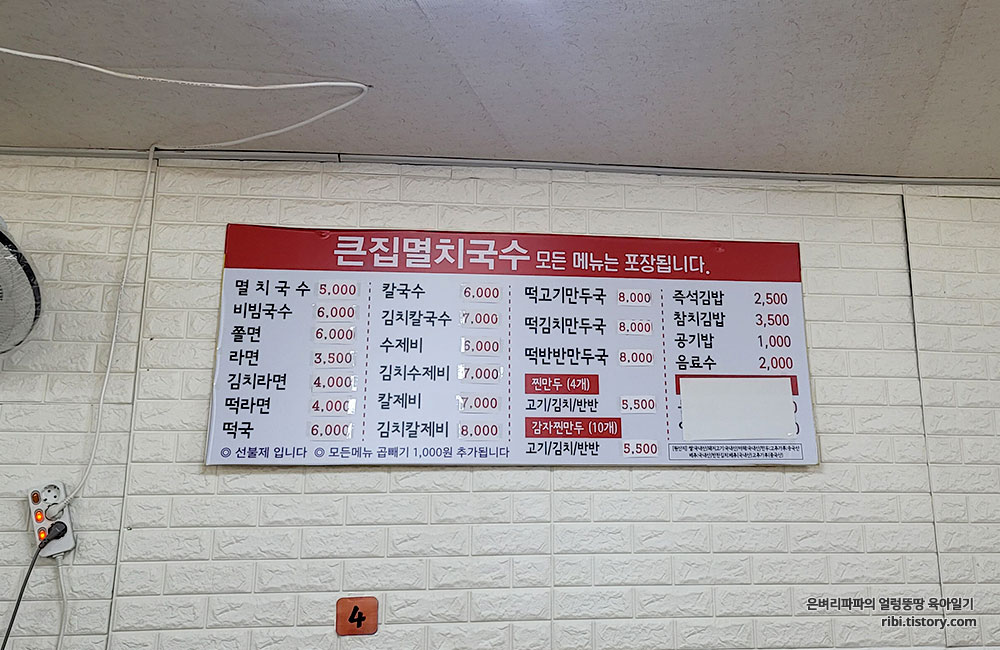 큰집멸치국수 모든 메뉴는 포장됩니다.
멸치국수 5,000
비빔국수 6,000
쫄면 6,000
라면 3,500
김치라면 4,000
떡라면 4,000
떡국 6,000
칼국수 6,000
김치칼국수 7,000
수제비 6,000
김치수제비 7,000
칼제비 7,000
김치칼제비 8,000
떡고기만두국 8,000
떡김치만두국 8,000
떡반반만두국 8,000
찐만두 (4개)
고기/김치/반반 5,500
감자찐만두 (10개)
고기/김치/반반 5,500
즉석김밥 2,500
참치김밥 3,500
공기밥 1,000
음료수 2,000
◎ 선불제 입니다 ◎ 모든메뉴 곱빼기 1,000원 추가됩니다
4
은벼리파파의 얼렁뚱땅 육아일기
ribi.tistory.com